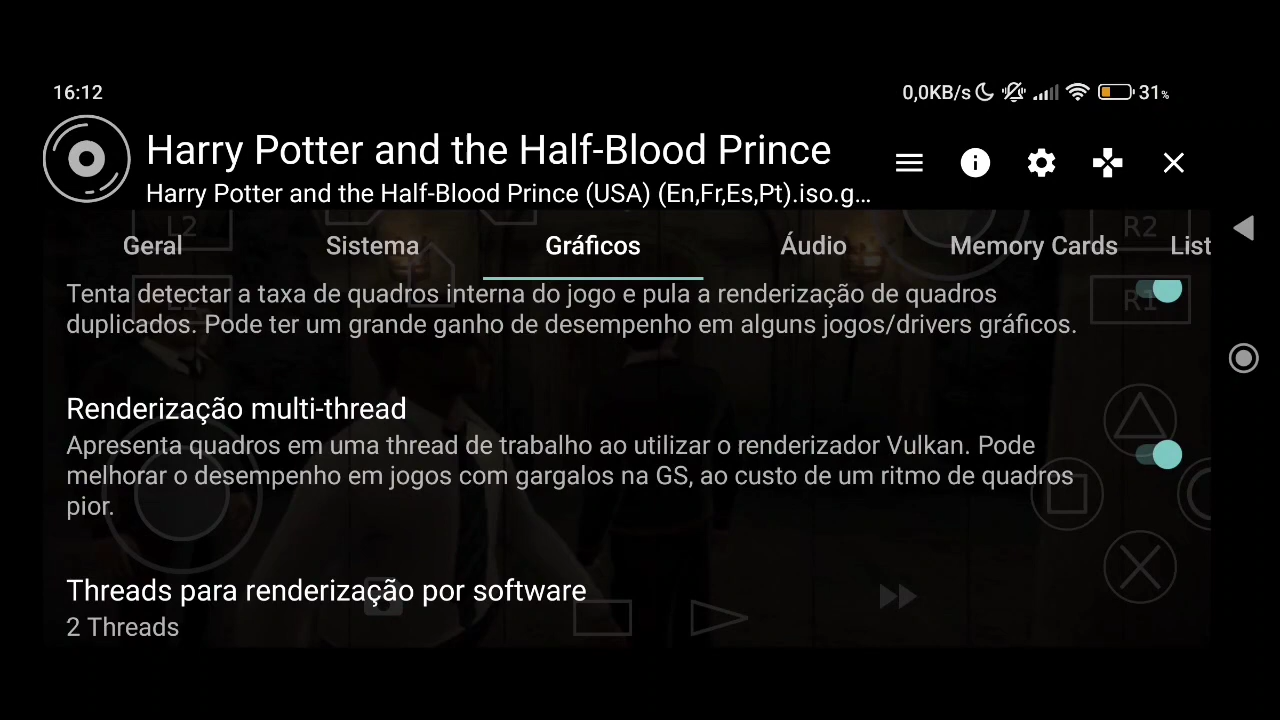 16:12
0,0KB/s 31%
Harry Potter and the Half-Blood Prince
Harry Potter and the Half-Blood Prince (USA) (En,Fr,Es,Pt).iso.g...
L2
R2
Geral Sistema Gráficos Áudio Memory Cards List
L1
R1
Tenta detectar a taxa de quadros interna do jogo e pula a renderização de quadros
duplicados. Pode ter um grande ganho de desempenho em alguns jogos/drivers gráficos.
Renderização multi-thread
Apresenta quadros em uma thread de trabalho ao utilizar o renderizador Vulkan. Pode
melhorar o desempenho em jogos com gargalos na GS, ao custo de um ritmo de quadros
pior.
Threads para renderização por software
2 Threads